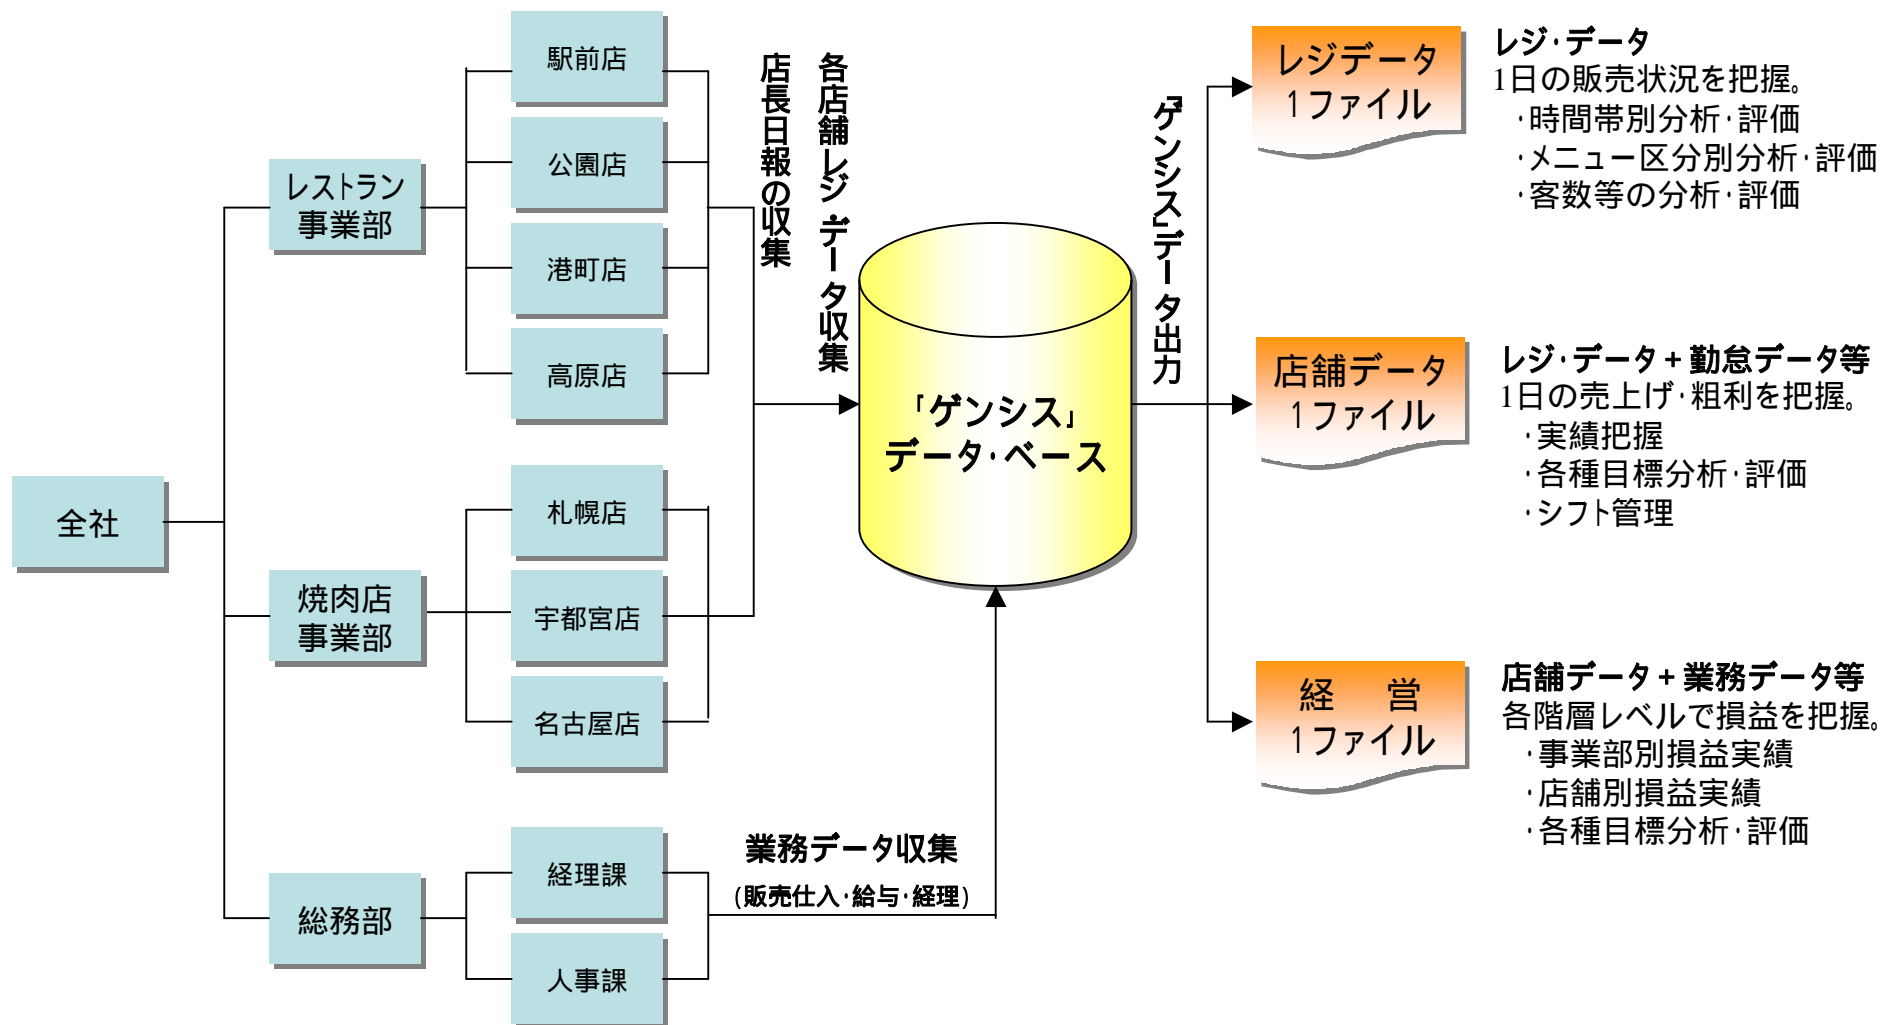 全社
レストラン
事業部
焼肉店
事業部
総務部
駅前店
公園店
港町店
高原店
札幌店
宇都宮店
名古屋店
経理課
人事課
各店舗レジ・データ収集
店長日報の収集
業務データ収集
(販売仕入・給与・経理)
「ゲンシス」
データ・ベース
「ゲンシス」データ出力
レジデータ
1ファイル
レジ・データ
1日の販売状況を把握。
・時間帯別分析・評価
・メニュー区分別分析・評価
・客数等の分析・評価
店舗データ
1ファイル
レジ・データ+勤怠データ等
1日の売上げ・粗利を把握。
・実績把握
・各種目標分析・評価
・シフト管理
経 営
1ファイル
店舗データ+業務データ等
各階層レベルで損益を把握。
・事業部別損益実績
・店舗別損益実績
・各種目標分析・評価